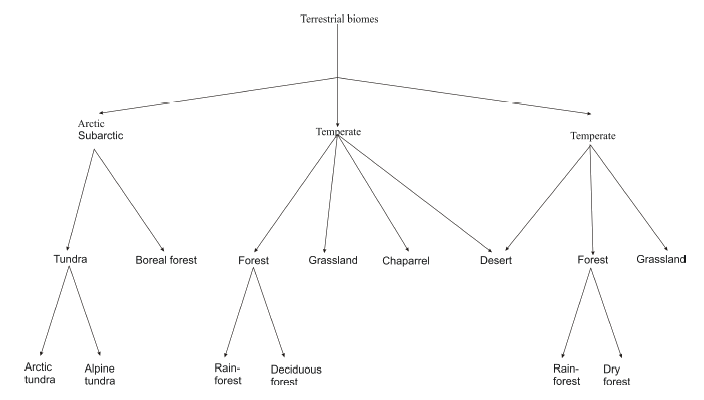 Terrestrial biomes
Arctic
Subarctic
Temperate
Temperate
Tundra
Boreal forest
Forest
Grassland
Chaparrel
Desert
Forest
Grassland
Arctic
tundra
Alpine
tundra
Rain-
forest
Deciduous
forest
Rain-
forest
Dry
forest